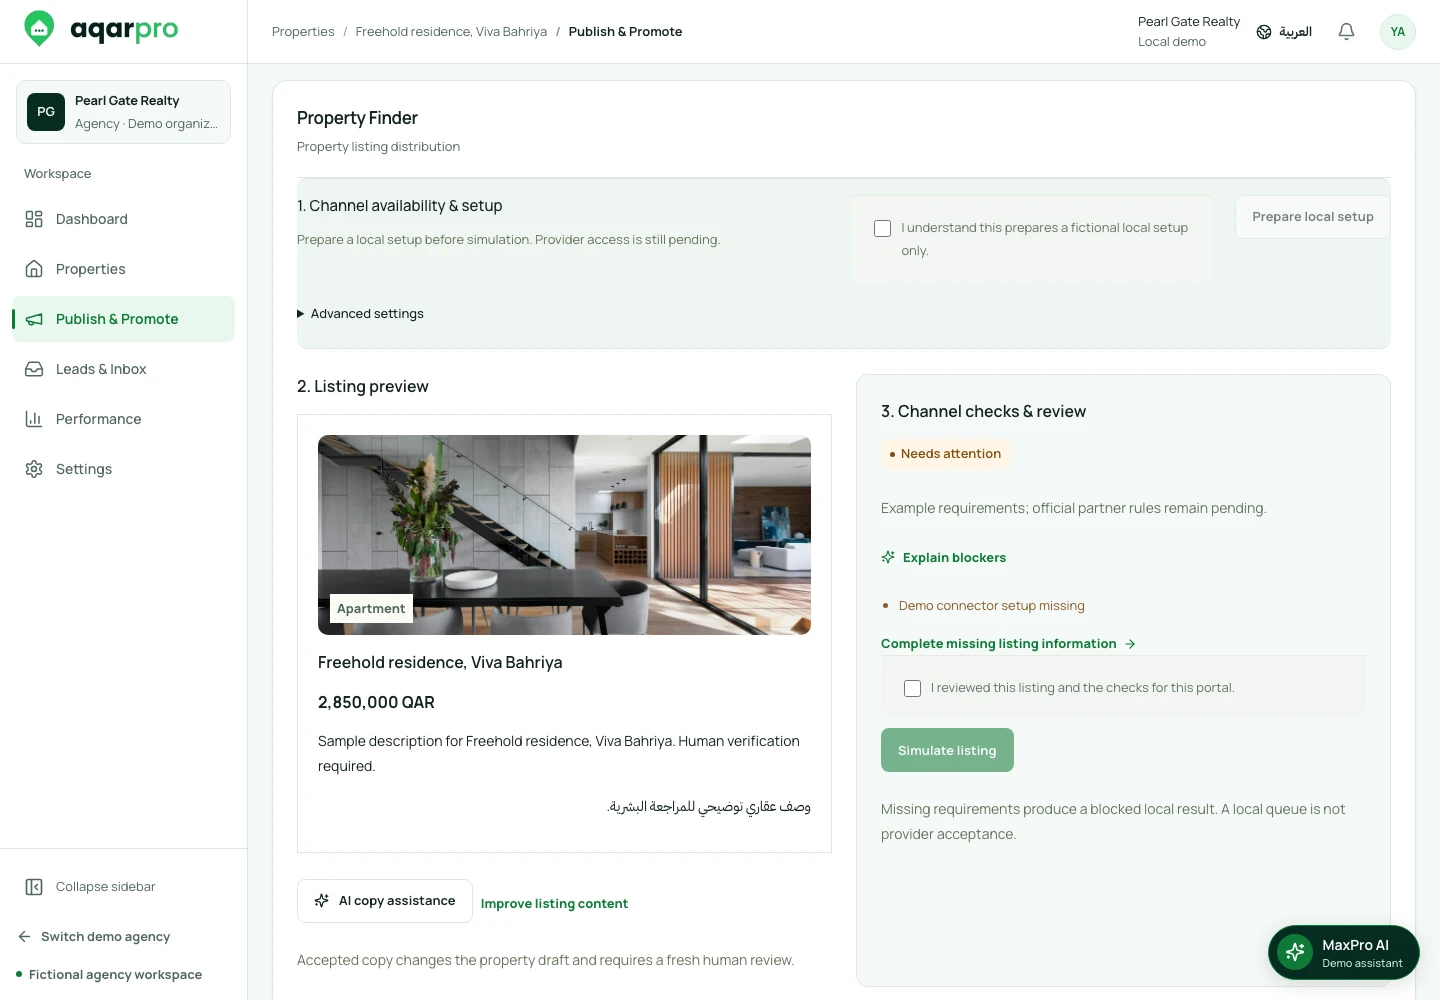 aqarpro
Properties / Freehold residence, Viva Bahriya / Publish & Promote
Pearl Gate Realty
Local demo
العربية
YA
PG
Pearl Gate Realty
Agency · Demo organiz...
Workspace
Dashboard
Properties
Publish & Promote
Leads & Inbox
Performance
Settings
Collapse sidebar
Switch demo agency
Fictional agency workspace
Property Finder
Property listing distribution
1. Channel availability & setup
Prepare a local setup before simulation. Provider access is still pending.
I understand this prepares a fictional local setup
only.
Prepare local setup
Advanced settings
2. Listing preview
Apartment
Freehold residence, Viva Bahriya
2,850,000 QAR
Sample description for Freehold residence, Viva Bahriya. Human verification
required.
وصف عقاري توضيحي للمراجعة البشرية.
AI copy assistance
Improve listing content
Accepted copy changes the property draft and requires a fresh human review.
3. Channel checks & review
Needs attention
Example requirements; official partner rules remain pending.
Explain blockers
Demo connector setup missing
Complete missing listing information
I reviewed this listing and the checks for this portal.
Simulate listing
Missing requirements produce a blocked local result. A local queue is not
provider acceptance.
MaxPro AI
Demo assistant